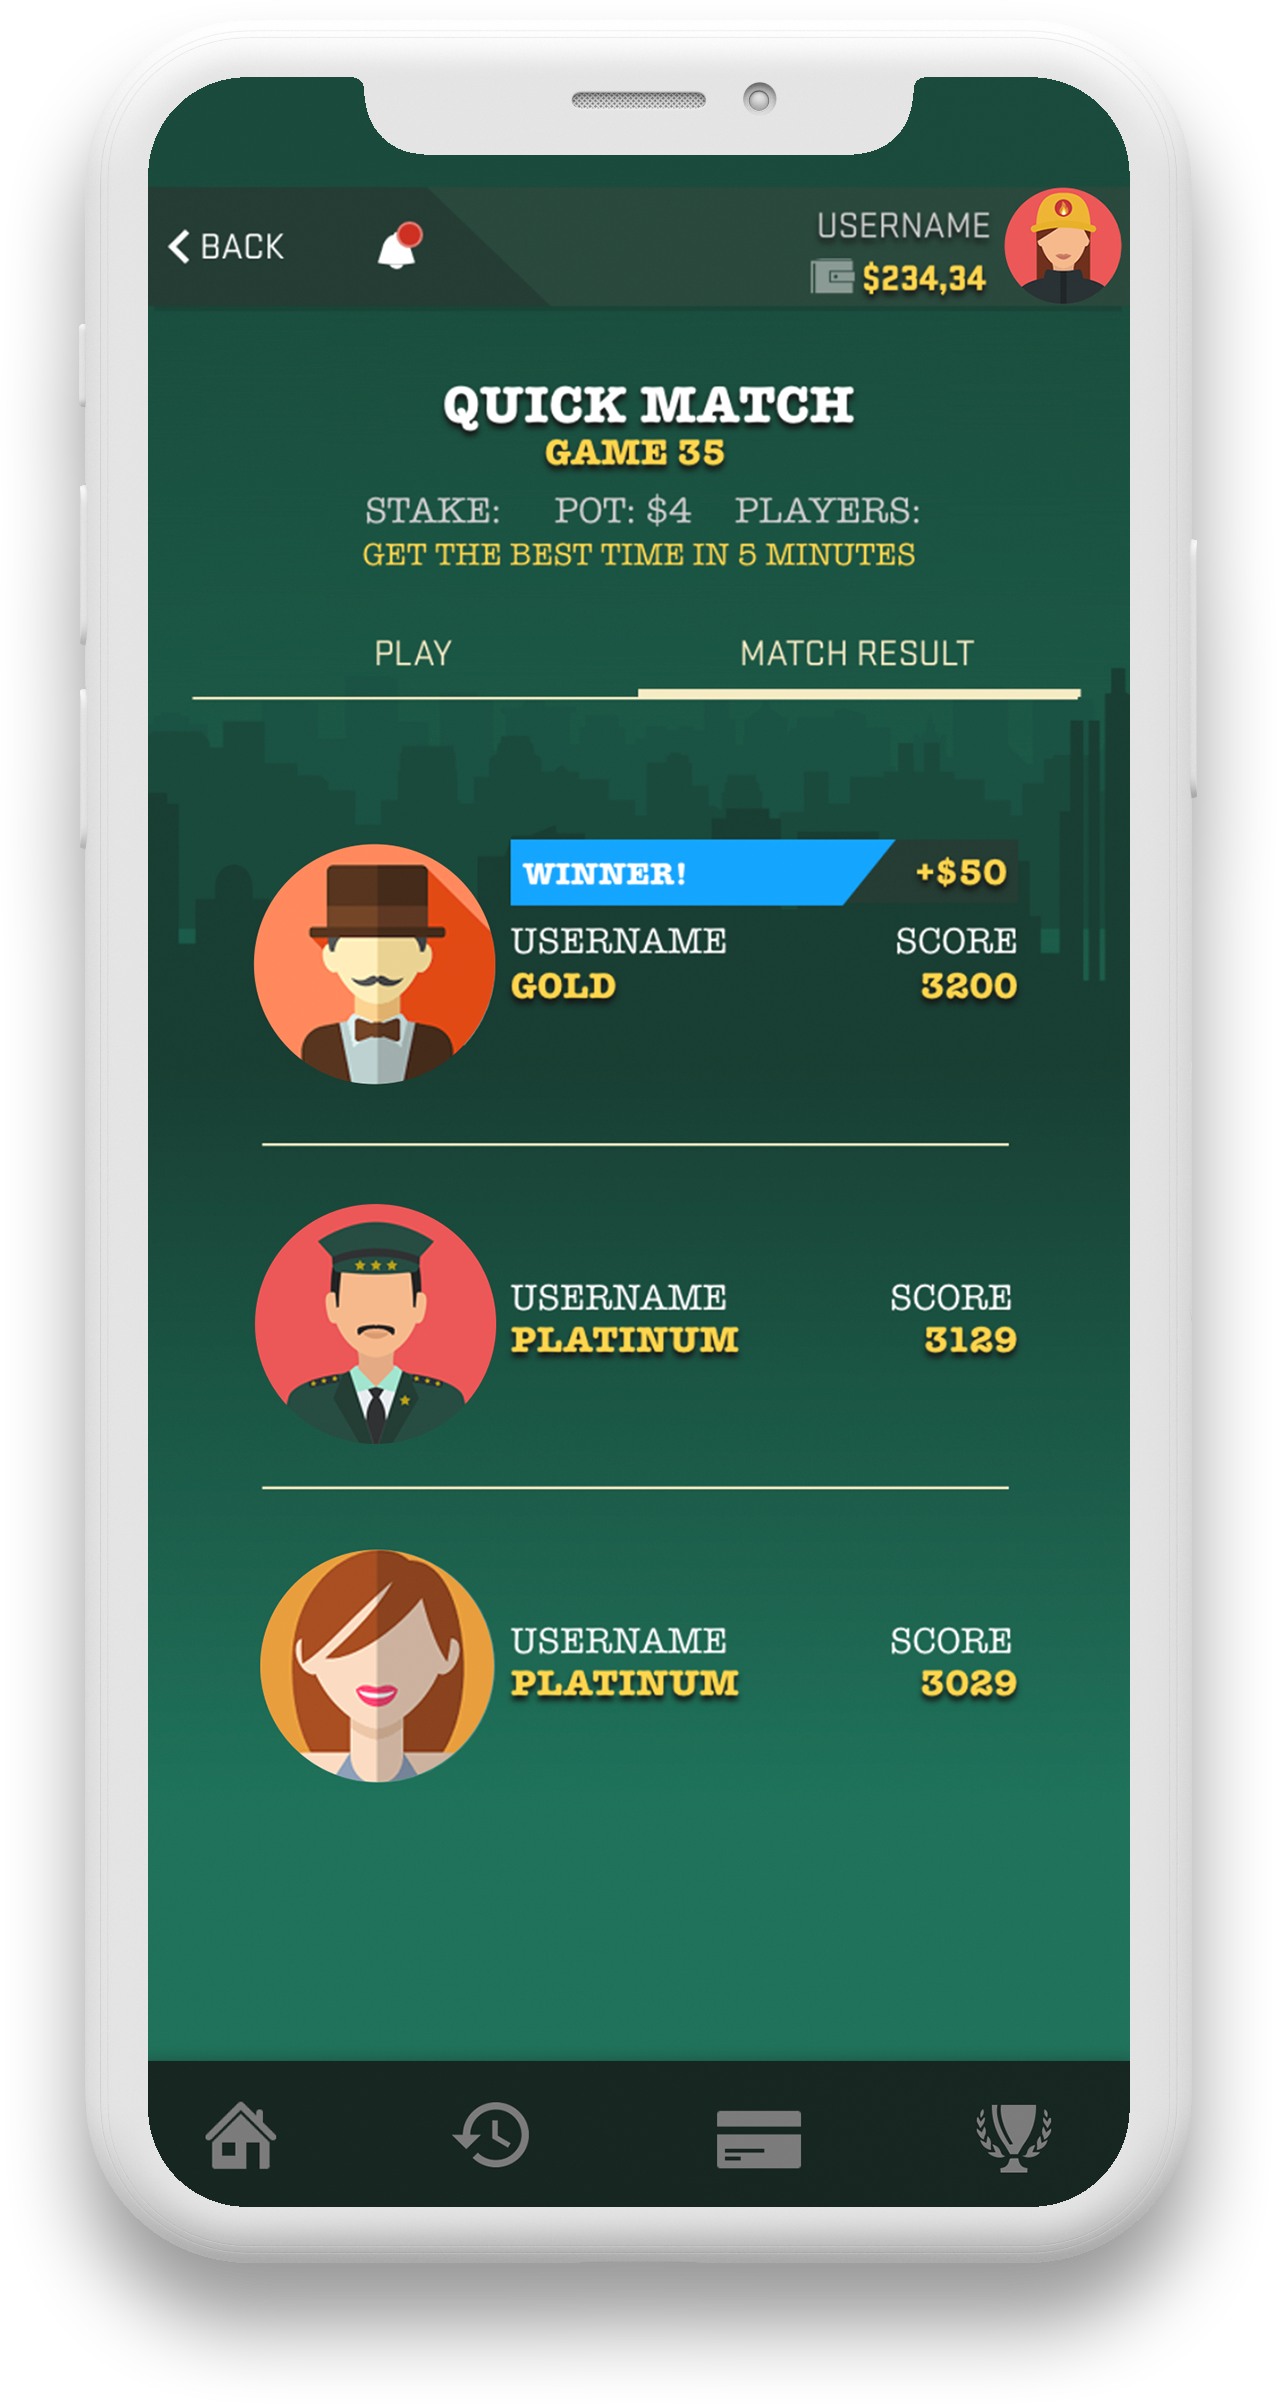 BACK
USERNAME
$234,34
QUICK MATCH
GAME 35
STAKE: POT: $4 PLAYERS:
GET THE BEST TIME IN 5 MINUTES
PLAY MATCH RESULT
WINNER! +$50
USERNAME SCORE
GOLD 3200
USERNAME SCORE
PLATINUM 3129
USERNAME SCORE
PLATINUM 3029